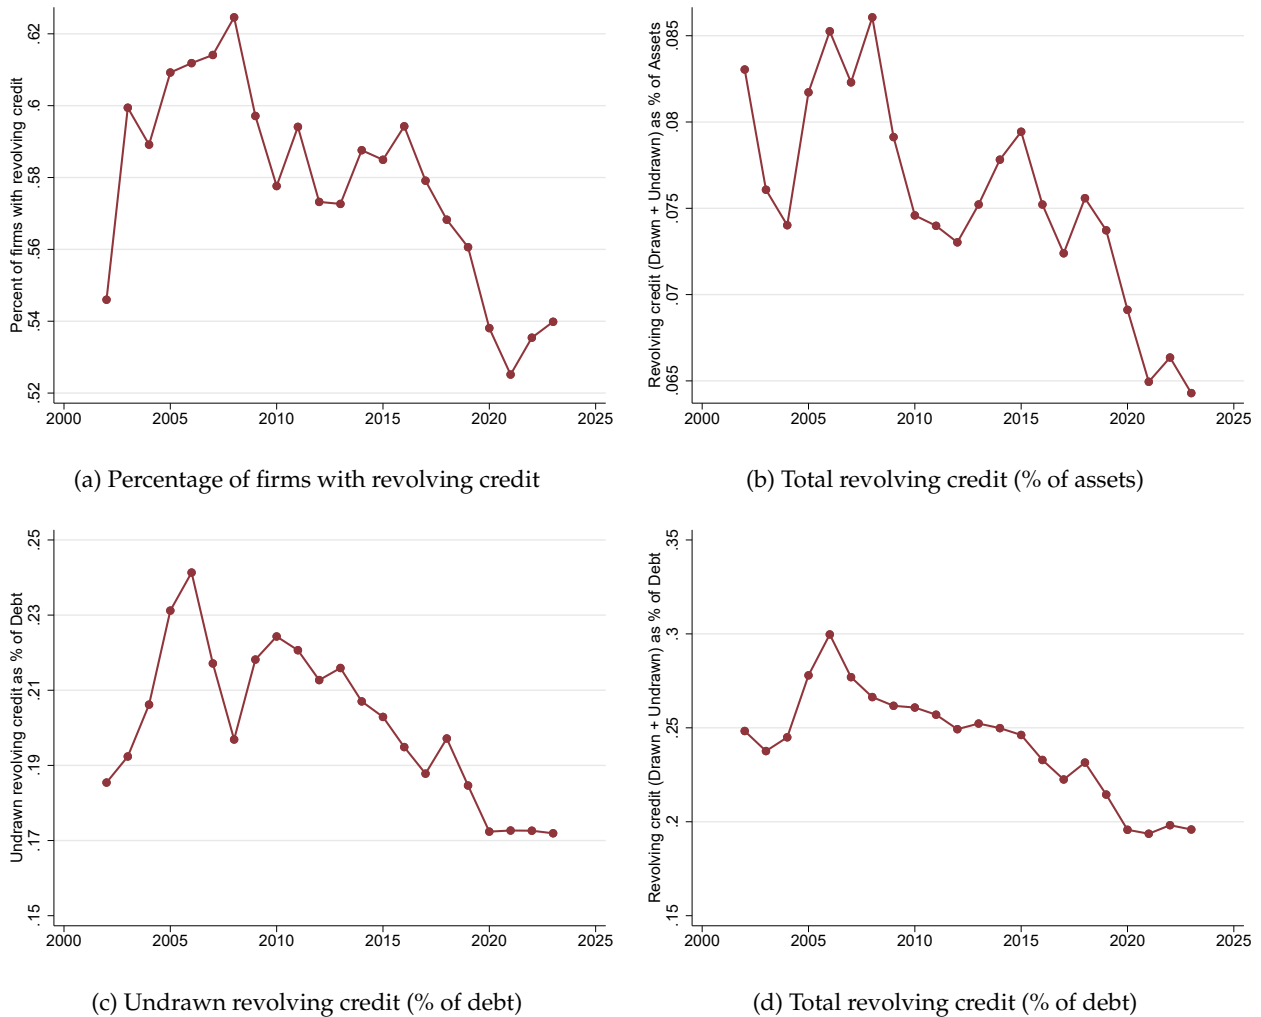 Percent of firms with revolving credit
.62
.6
.58
.56
.54
.52
2000 2005 2010 2015 2020 2025
(a) Percentage of firms with revolving credit
Revolving credit (Drawn + Undrawn) as % of Assets
.085
.08
.075
.07
.065
2000 2005 2010 2015 2020 2025
(b) Total revolving credit (% of assets)
Undrawn revolving credit as % of Debt
.25
.23
.21
.19
.17
.15
2000 2005 2010 2015 2020 2025
(c) Undrawn revolving credit (% of debt)
Revolving credit (Drawn + Undrawn) as % of Debt
.35
.3
.25
.2
.15
2000 2005 2010 2015 2020 2025
(d) Total revolving credit (% of debt)